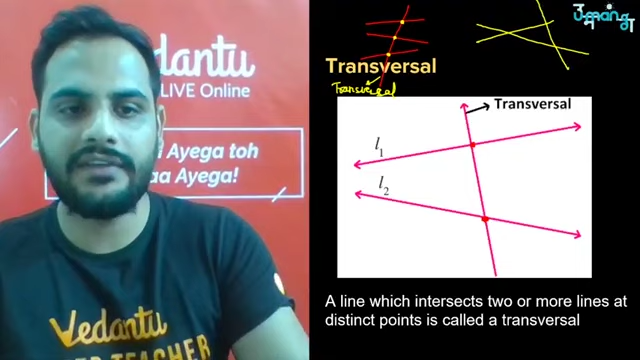 उमंग
Vedantu
LIVE Online
Ayega toh
aa Ayega!
Vedantu
TEACHER
Transversal
Transversal
Transversal
l₁
l₂
A line which intersects two or more lines at
distinct points is called a transversal